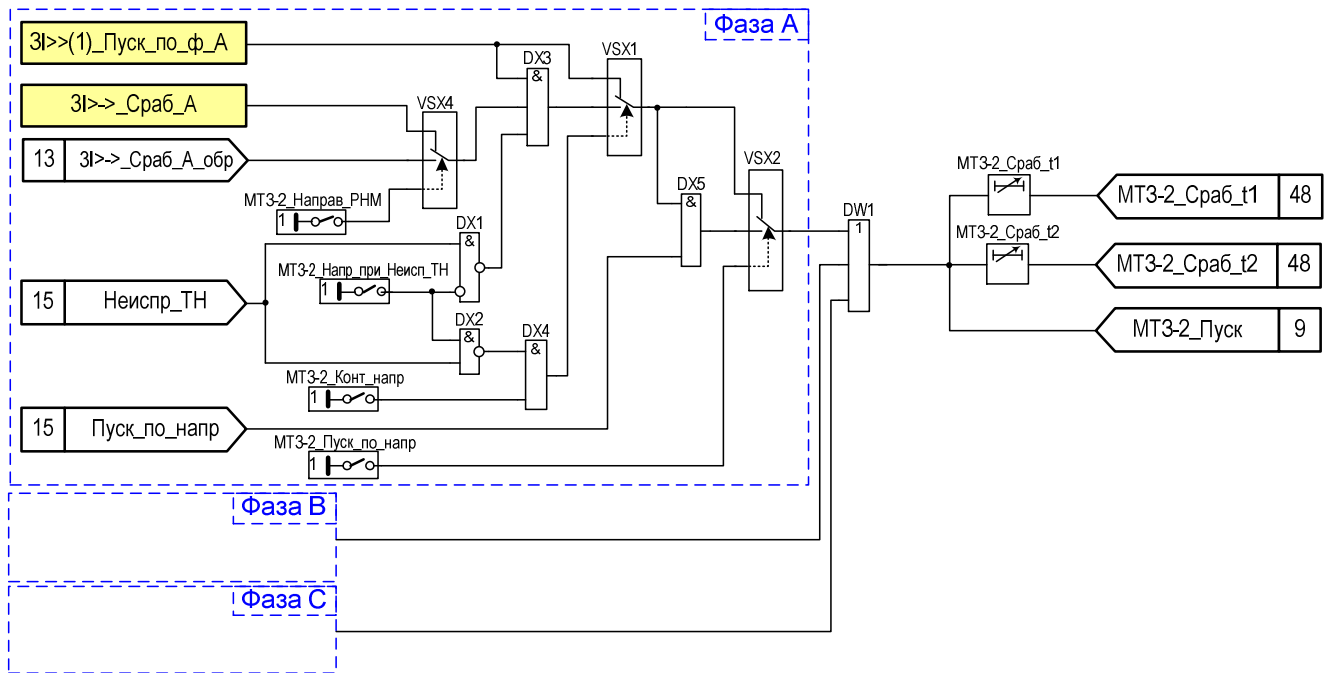 Фаза А
3I>>(1)_Пуск_по_ф_А
VSX1
DX3
&
3I>->_Сраб_А
VSX4
13 3I>->_Сраб_А_обр
VSX2
МТЗ-2_Сраб_t1
МТЗ-2_Направ_РНМ
1
DX5
&
МТЗ-2_Сраб_t1 48
DX1
&
DW1
1
МТЗ-2_Сраб_t2
МТЗ-2_Напр_при_Неисп_ТН
1
МТЗ-2_Сраб_t2 48
15 Неиспр_ТН
DX2
&
DX4
&
МТЗ-2_Пуск 9
МТЗ-2_Конт_напр
1
15 Пуск_по_напр
МТЗ-2_Пуск_по_напр
1
Фаза В
Фаза С